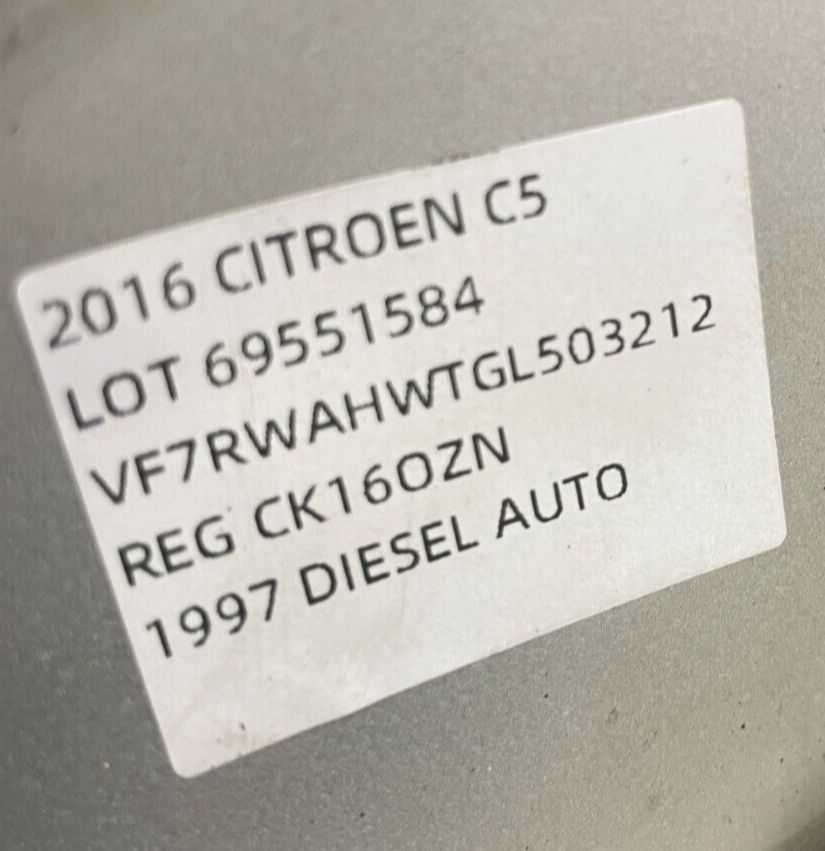 2016 CITROEN C5
LOT 69551584
VF7RWAHWTGL503212
REG CK16OZN
1997 DIESEL AUTO